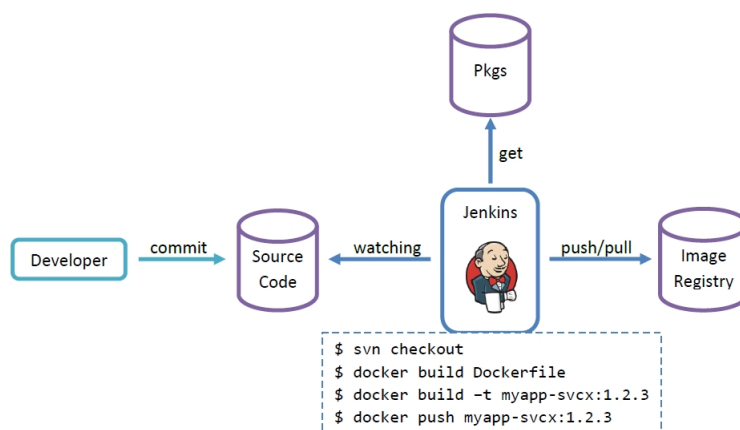 Pkgs
get
Jenkins
Developer
commit
Source
Code
watching
push/pull
Image
Registry
$ svn checkout
$ docker build Dockerfile
$ docker build –t myapp-svcx:1.2.3
$ docker push myapp-svcx:1.2.3